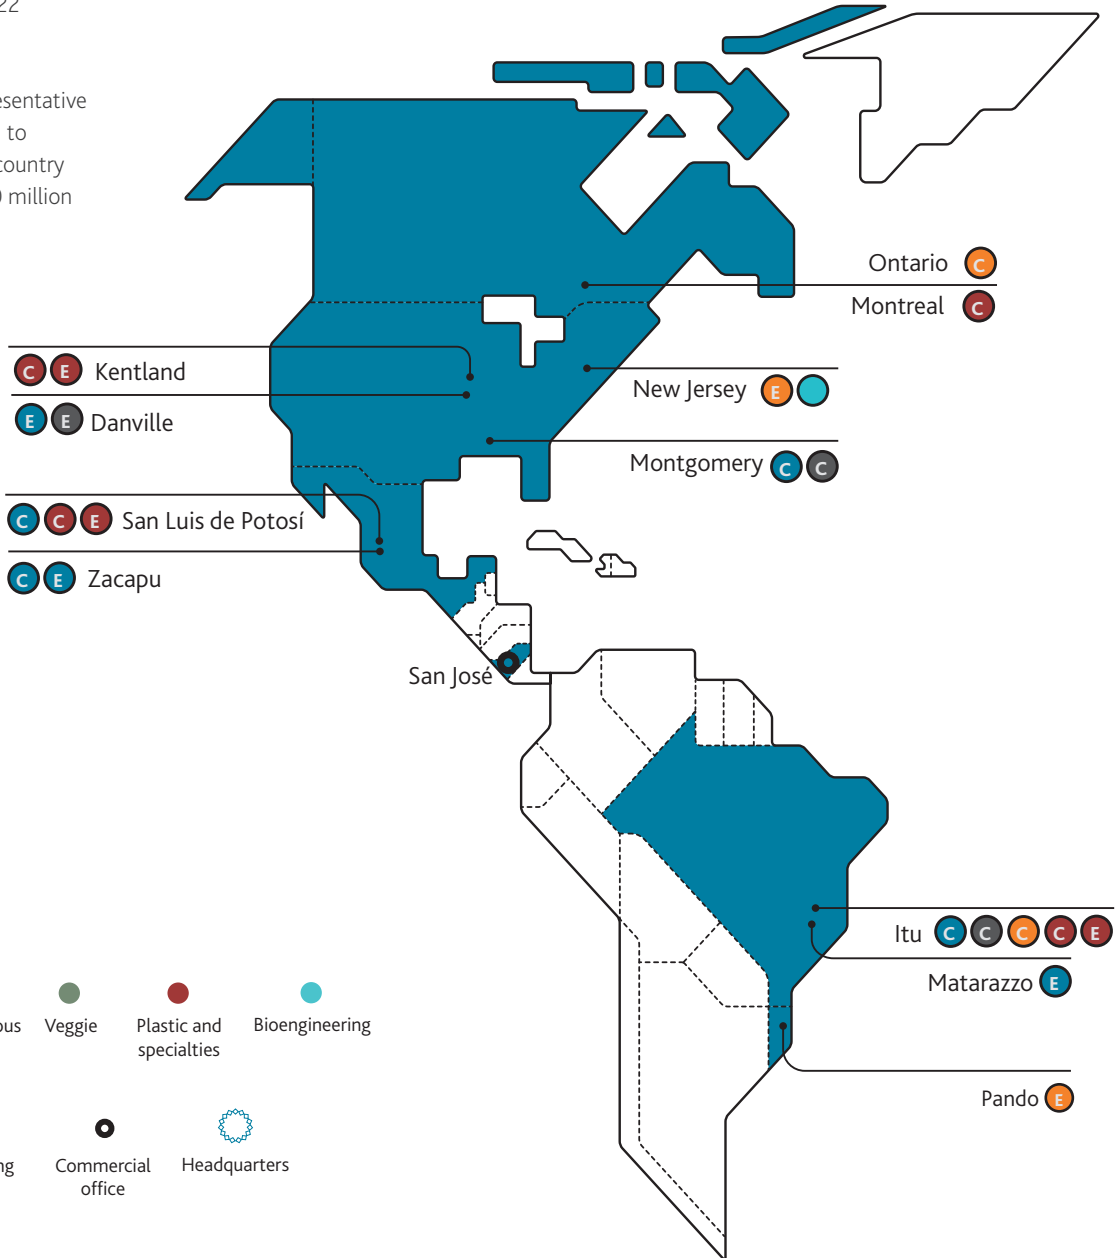 22
to
country
million
Ontario C
Montreal C
C E Kentland
New Jersey E
E E Danville
Montgomery C C
C C E San Luis de Potosí
C E Zacapu
San José
Itu C C C C E
Matarazzo E
Pando E
Veggie
Plastic and
specialties
Bioengineering
Commercial
office
Headquarters